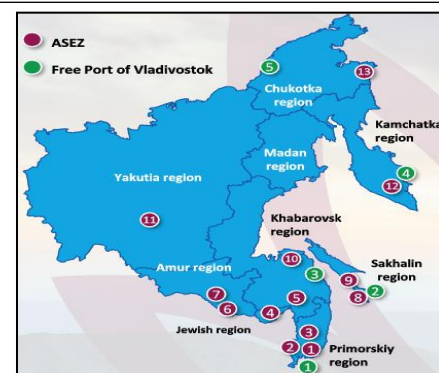 ASEZ
Free Port of Vladivostok
5
13
Chukotka
region
Kamchatka
region
Madan
region
4
12
Yakutia region
11
Khabarovsk
region
Sakhalin
region
10
3
9
2
8
Amur region
7
6
5
4
Jewish region
3
2
1
Primorskiy
region
1